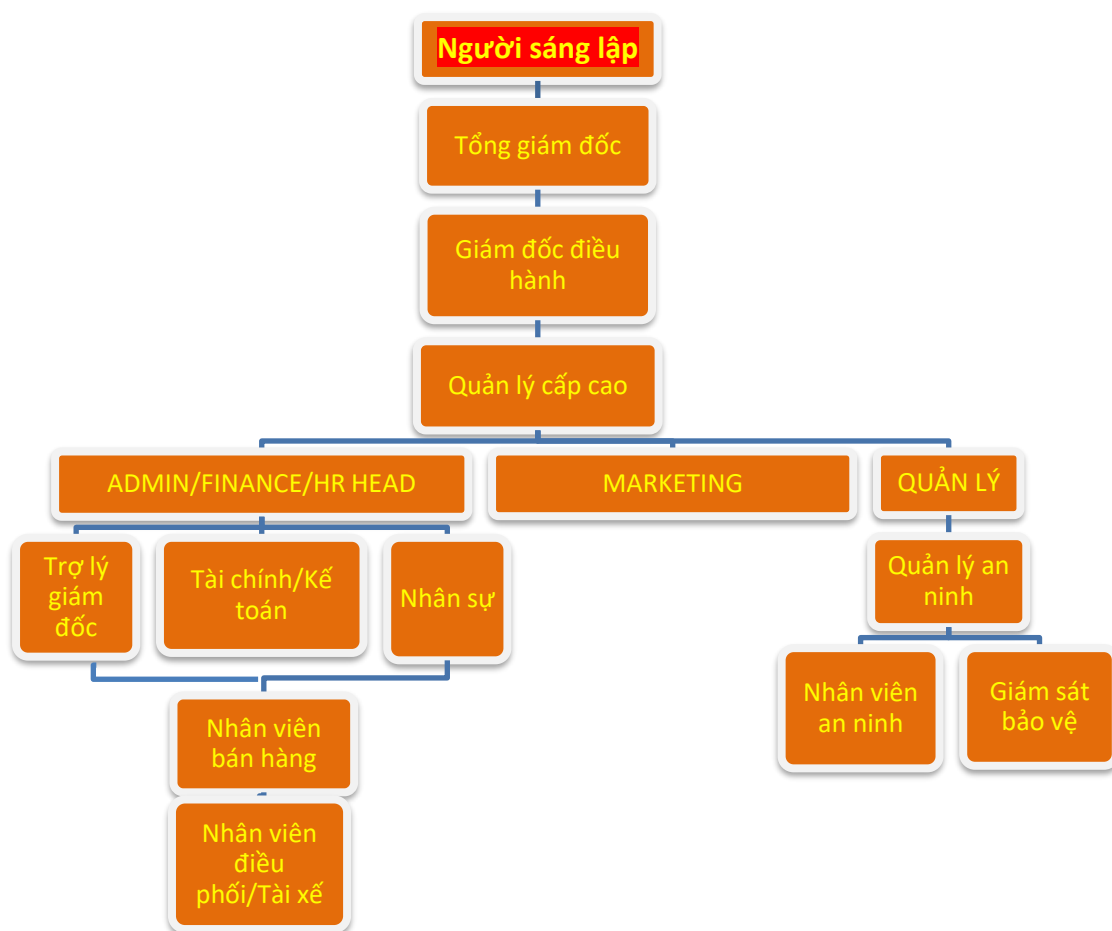 Người sáng lập
Tổng giám đốc
Giám đốc điều
hành
Quản lý cấp cao
ADMIN/FINANCE/HR HEAD
MARKETING
QUẢN LÝ
Trợ lý
giám
đốc
Tài chính/Kế
toán
Nhân sự
Quản lý an
ninh
Nhân viên
bán hàng
Nhân viên
an ninh
Giám sát
bảo vệ
Nhân viên
điều
phối/Tài xế